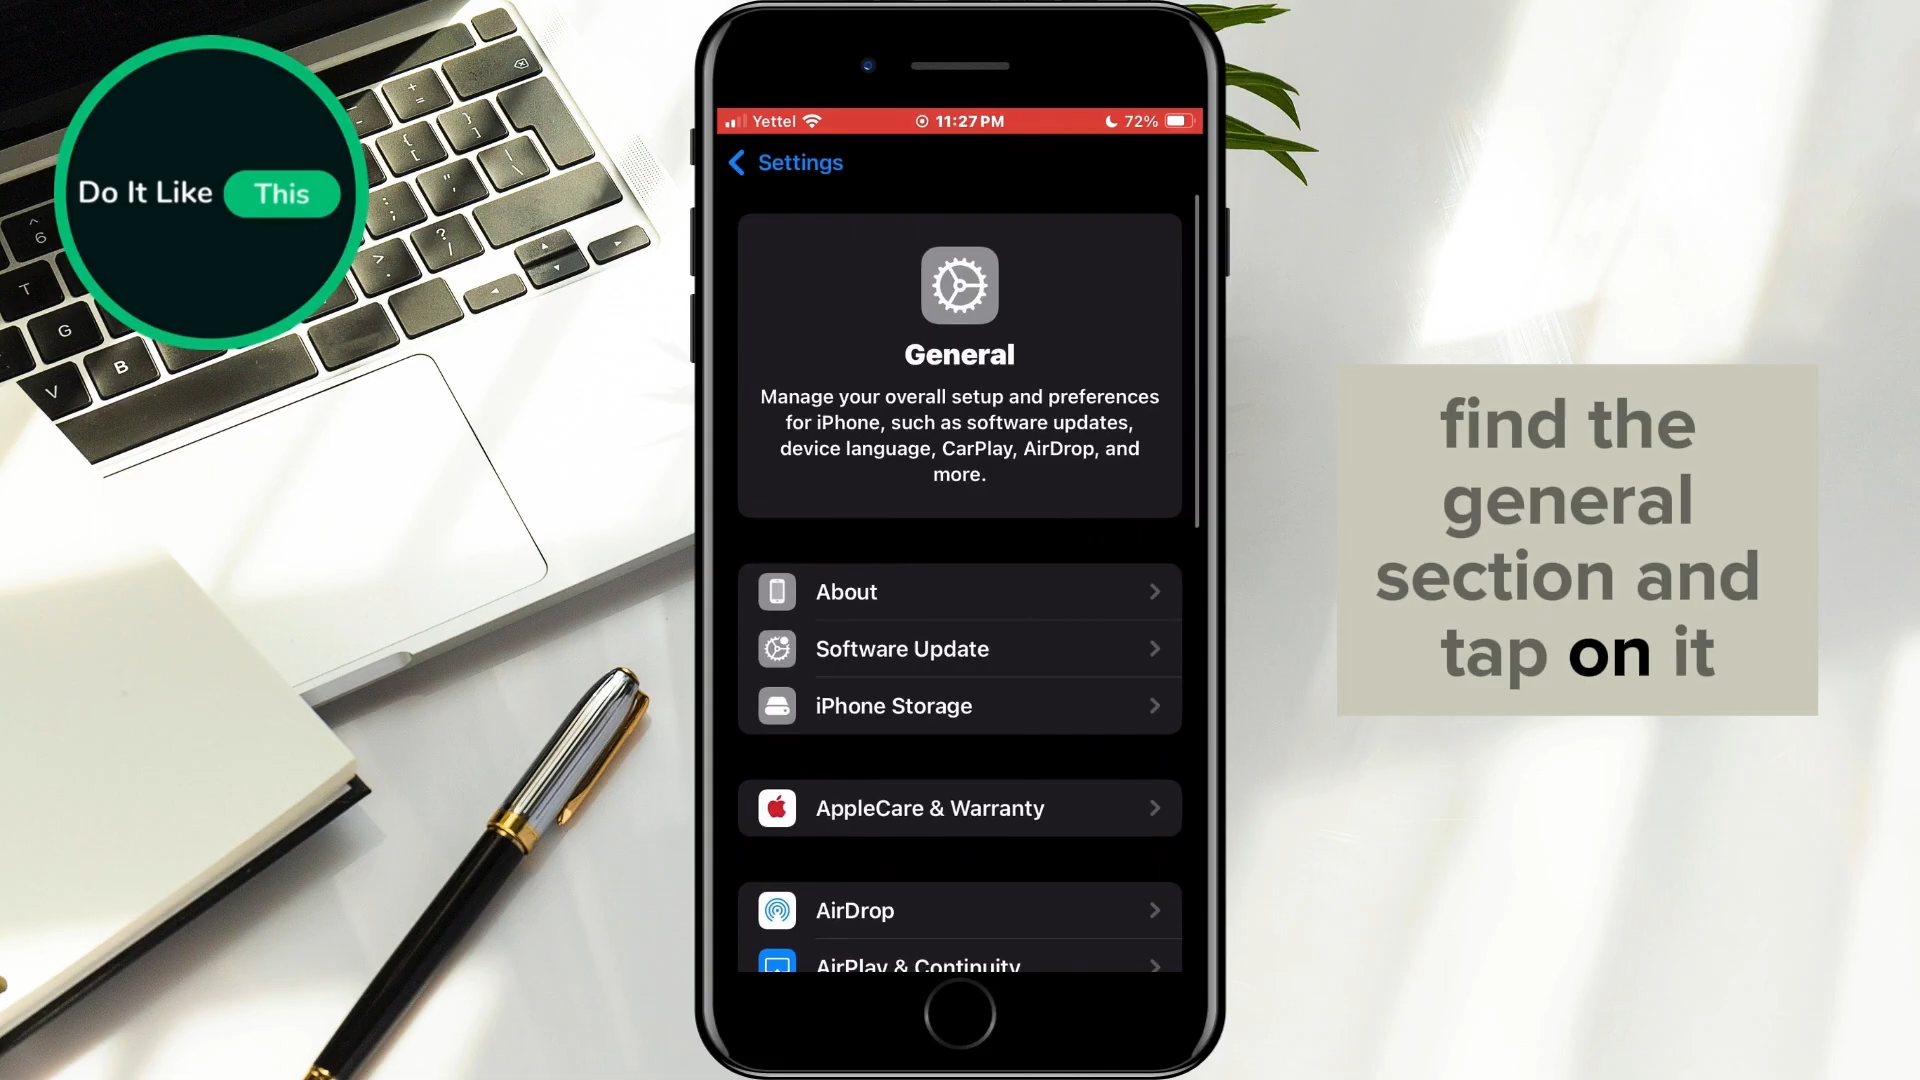 Do It Like This
Yettel 11:27 PM 72%
Settings
General
Manage your overall setup and preferences
for iPhone, such as software updates,
device language, CarPlay, AirDrop, and
more.
About
Software Update
iPhone Storage
AppleCare & Warranty
AirDrop
AirPlay & Continuity
find the
general
section and
tap on it
6
T
G
B
V